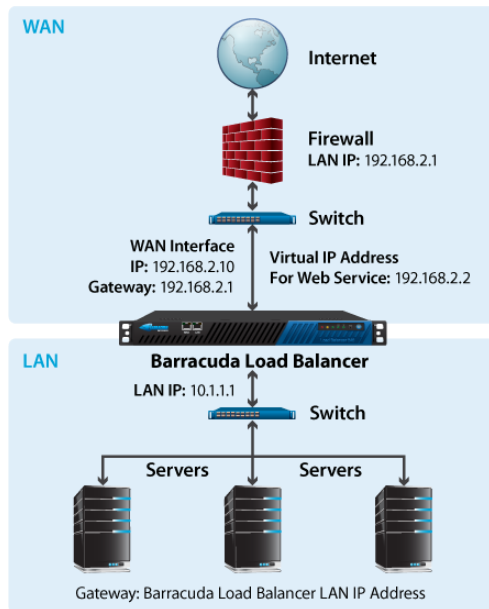 WAN
Internet
Firewall
LAN IP: 192.168.2.1
Switch
WAN Interface
IP: 192.168.2.10
Gateway: 192.168.2.1
Virtual IP Address
For Web Service: 192.168.2.2
LAN
Barracuda Load Balancer
LAN IP: 10.1.1.1
Switch
Servers
Servers
Gateway: Barracuda Load Balancer LAN IP Address